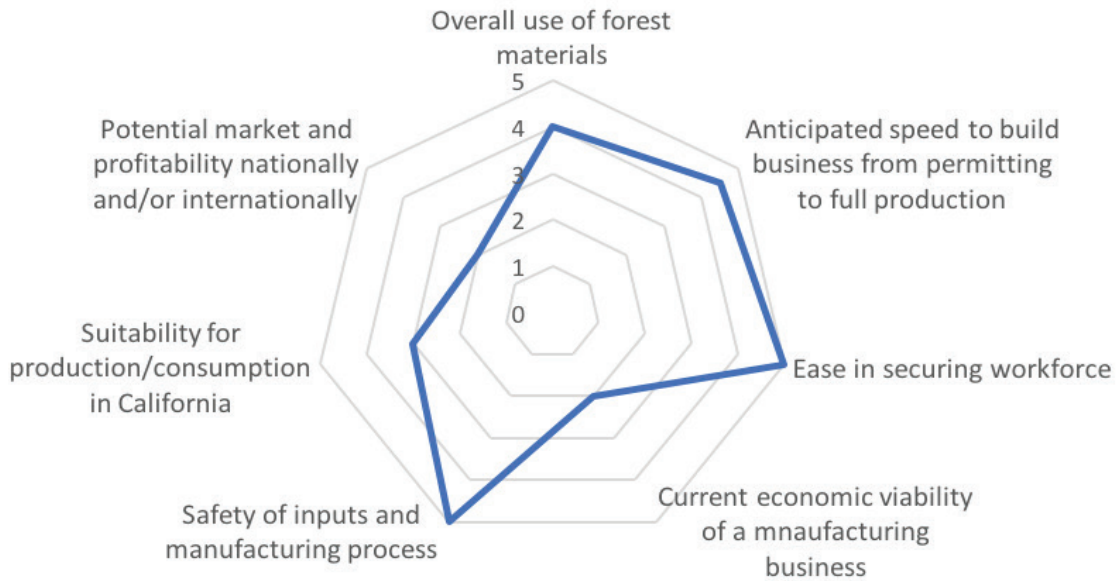 Overall use of forest
materials
5
4
3
2
1
0
Anticipated speed to build
business from permitting
to full production
Ease in securing workforce
Current economic viability
of a mnaufacturing
business
Safety of inputs and
manufacturing process
Suitability for
production/consumption
in California
Potential market and
profitability nationally
and/or internationally